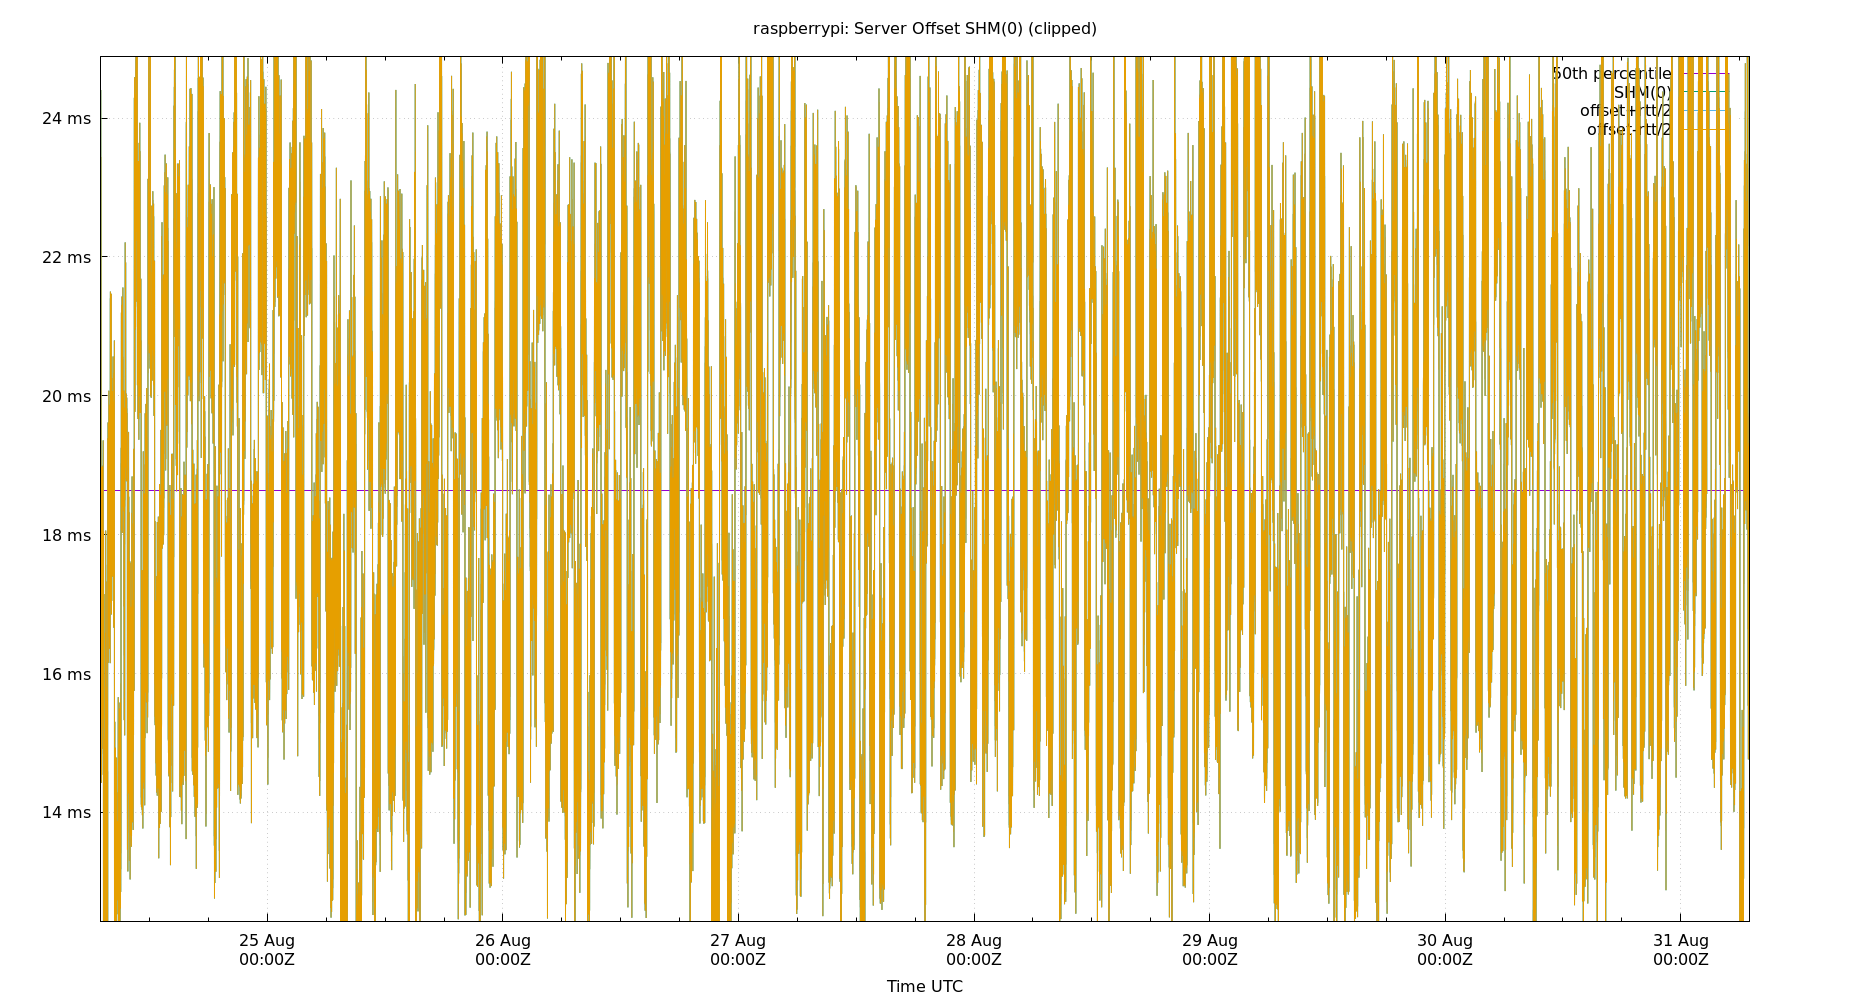 raspberrypi: Server Offset SHM(0) (clipped)
50th percentile
SHM(0)
offset+rtt/2
offset-rtt/2
24 ms
22 ms
20 ms
18 ms
16 ms
14 ms
25 Aug
00:00Z
26 Aug
00:00Z
27 Aug
00:00Z
28 Aug
00:00Z
29 Aug
00:00Z
30 Aug
00:00Z
31 Aug
00:00Z
Time UTC